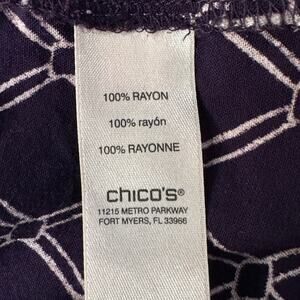 100% RAYON
100% rayón
100% RAYONNE
chico's®
11215 METRO PARKWAY
FORT MYERS, FL 33966